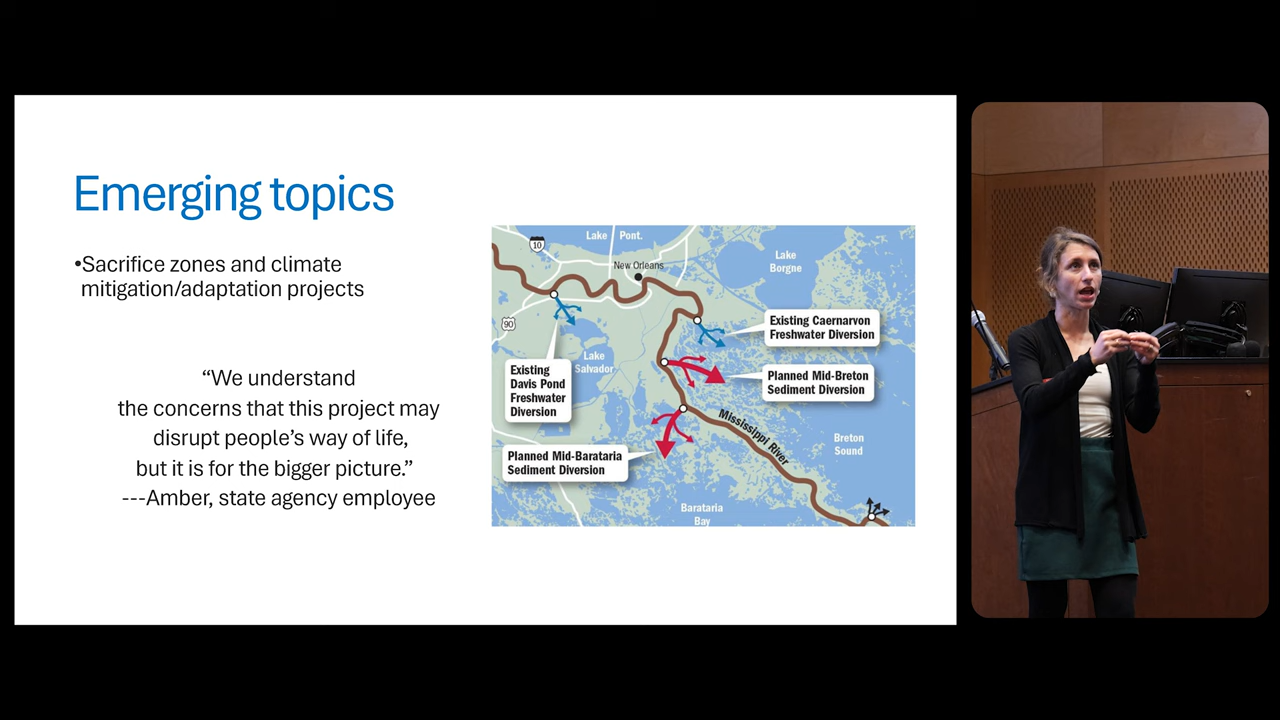 Emerging topics
•Sacrifice zones and climate
mitigation/adaptation projects
“We understand
the concerns that this project may
disrupt people’s way of life,
but it is for the bigger picture.”
---Amber, state agency employee
10
Lake Pont.
New Orleans
Lake
Borgne
90
Existing Caernarvon
Freshwater Diversion
Lake
Salvador
Existing
Davis Pond
Freshwater
Diversion
Planned Mid-Breton
Sediment Diversion
Mississippi River
Breton
Sound
Planned Mid-Barataria
Sediment Diversion
Barataria
Bay